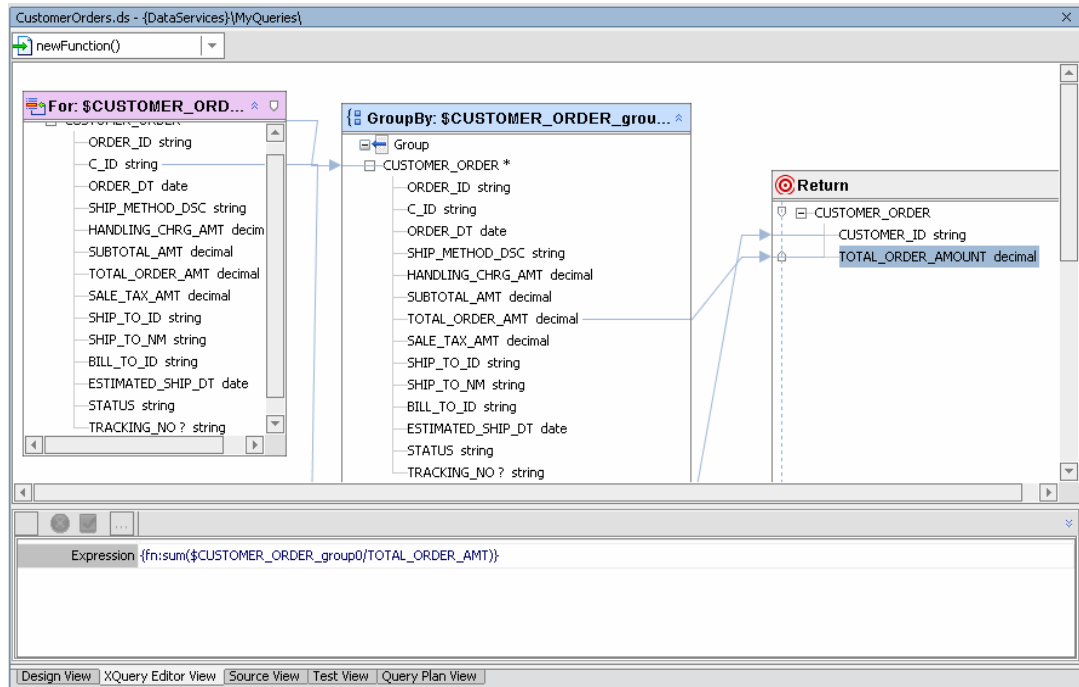 CustomerOrders.ds - {DataServices}\MyQueries\
newFunction()
For: $CUSTOMER_ORD...
CUSTOMER_ORDER
ORDER_ID string
C_ID string
ORDER_DT date
SHIP_METHOD_DSC string
HANDLING_CHRG_AMT decim
SUBTOTAL_AMT decimal
TOTAL_ORDER_AMT decimal
SALE_TAX_AMT decimal
SHIP_TO_ID string
SHIP_TO_NM string
BILL_TO_ID string
ESTIMATED_SHIP_DT date
STATUS string
TRACKING_NO ? string
GroupBy: $CUSTOMER_ORDER_grou...
Group
CUSTOMER_ORDER *
ORDER_ID string
C_ID string
ORDER_DT date
SHIP_METHOD_DSC string
HANDLING_CHRG_AMT decimal
SUBTOTAL_AMT decimal
TOTAL_ORDER_AMT decimal
SALE_TAX_AMT decimal
SHIP_TO_ID string
SHIP_TO_NM string
BILL_TO_ID string
ESTIMATED_SHIP_DT date
STATUS string
TRACKING_NO ? string
Return
CUSTOMER_ORDER
CUSTOMER_ID string
TOTAL_ORDER_AMOUNT decimal
...
Expression {fn:sum($CUSTOMER_ORDER_group0/TOTAL_ORDER_AMT)}
Design View XQuery Editor View Source View Test View Query Plan View